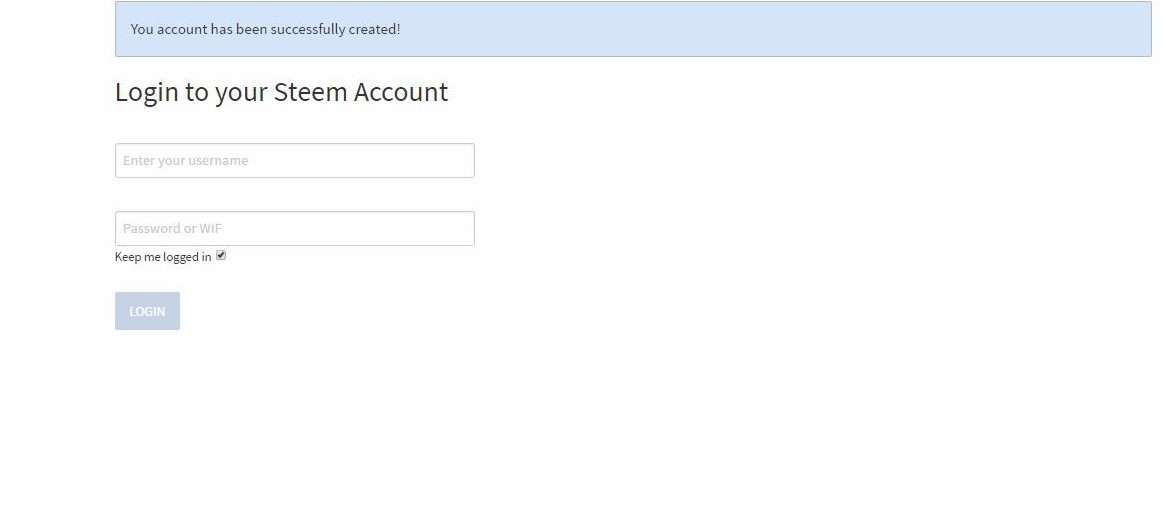 You account has been successfully created!
Login to your Steem Account
Enter your username
Password or WIF
Keep me logged in
LOGIN